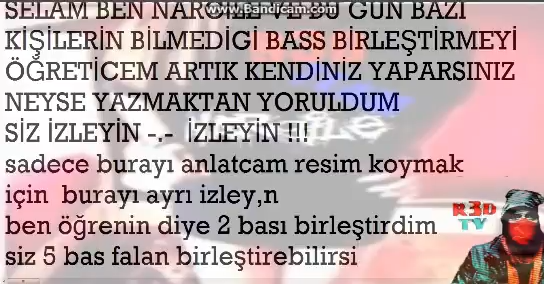 www.Bandicam.com
SELAM BEN NARGİLE VE BU GÜN BAZI
KİŞİLERİN BİLMEDİGİ BASS BİRLEŞTİRMEYİ
ÖĞRETİCEM ARTIK KENDİNİZ YAPARSINIZ
NEYSE YAZMAKTAN YORULDUM
SİZ İZLEYİN -.- İZLEYİN !!!
sadece burayı anlatcam resim koymak
için burayı ayrı izley,n
ben öğrenin diye 2 bası birleştirdim
siz 5 bas falan birleştirebilirsi
R3D
TV